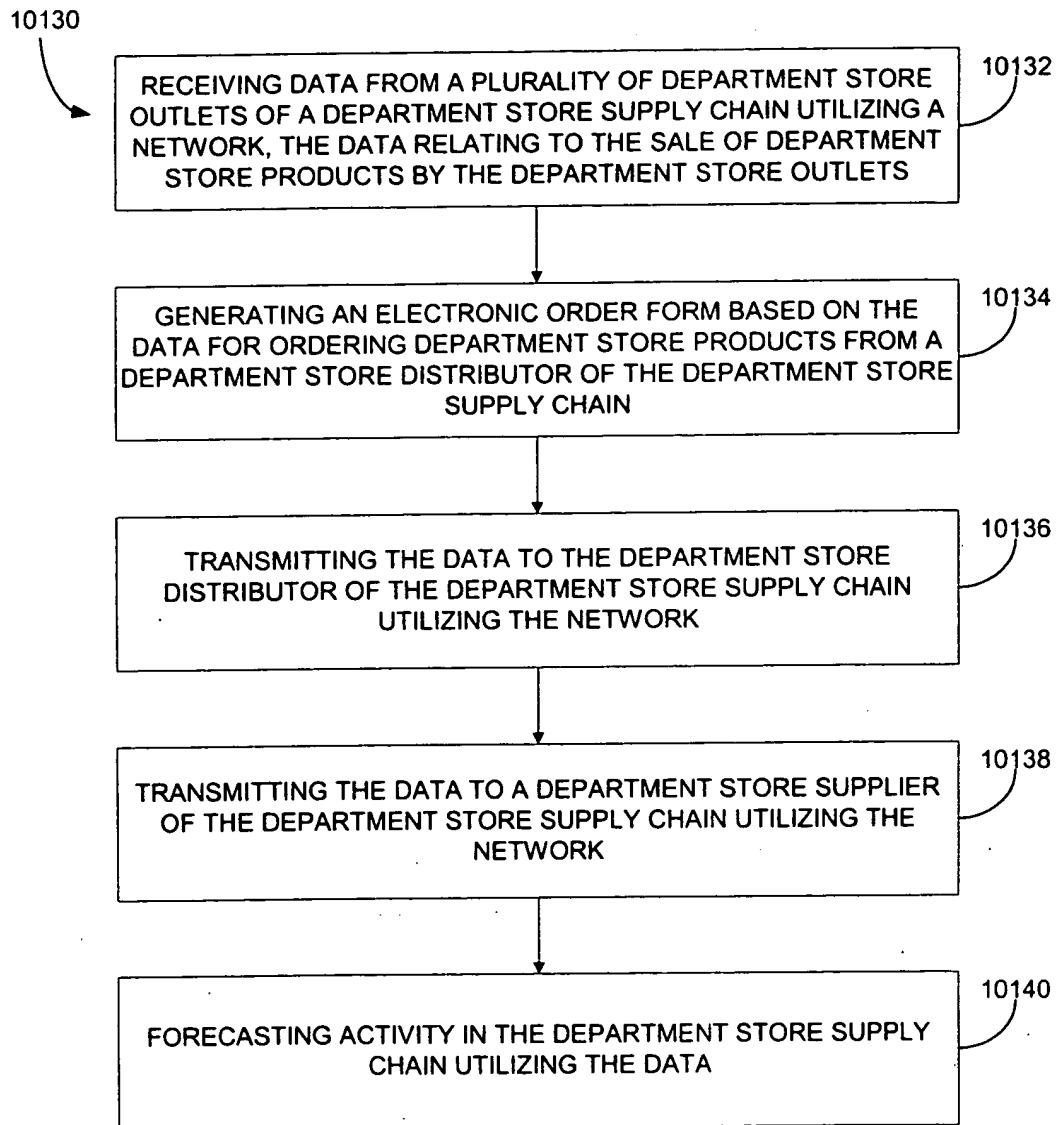 10130
RECEIVING DATA FROM A PLURALITY OF DEPARTMENT STORE
OUTLETS OF A DEPARTMENT STORE SUPPLY CHAIN UTILIZING A
NETWORK, THE DATA RELATING TO THE SALE OF DEPARTMENT
STORE PRODUCTS BY THE DEPARTMENT STORE OUTLETS
10132
GENERATING AN ELECTRONIC ORDER FORM BASED ON THE
DATA FOR ORDERING DEPARTMENT STORE PRODUCTS FROM A
DEPARTMENT STORE DISTRIBUTOR OF THE DEPARTMENT STORE
SUPPLY CHAIN
10134
TRANSMITTING THE DATA TO THE DEPARTMENT STORE
DISTRIBUTOR OF THE DEPARTMENT STORE SUPPLY CHAIN
UTILIZING THE NETWORK
10136
TRANSMITTING THE DATA TO A DEPARTMENT STORE SUPPLIER
OF THE DEPARTMENT STORE SUPPLY CHAIN UTILIZING THE
NETWORK
10138
FORECASTING ACTIVITY IN THE DEPARTMENT STORE SUPPLY
CHAIN UTILIZING THE DATA
10140